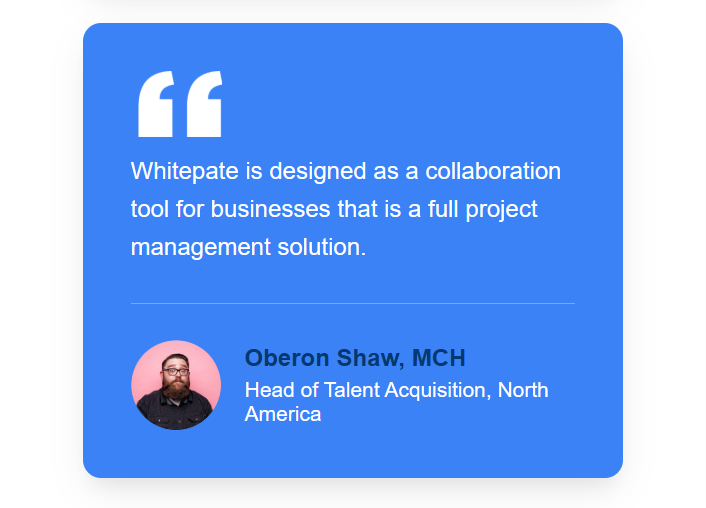 Whitepate is designed as a collaboration
tool for businesses that is a full project
management solution.
Oberon Shaw, MCH
Head of Talent Acquisition, North
America